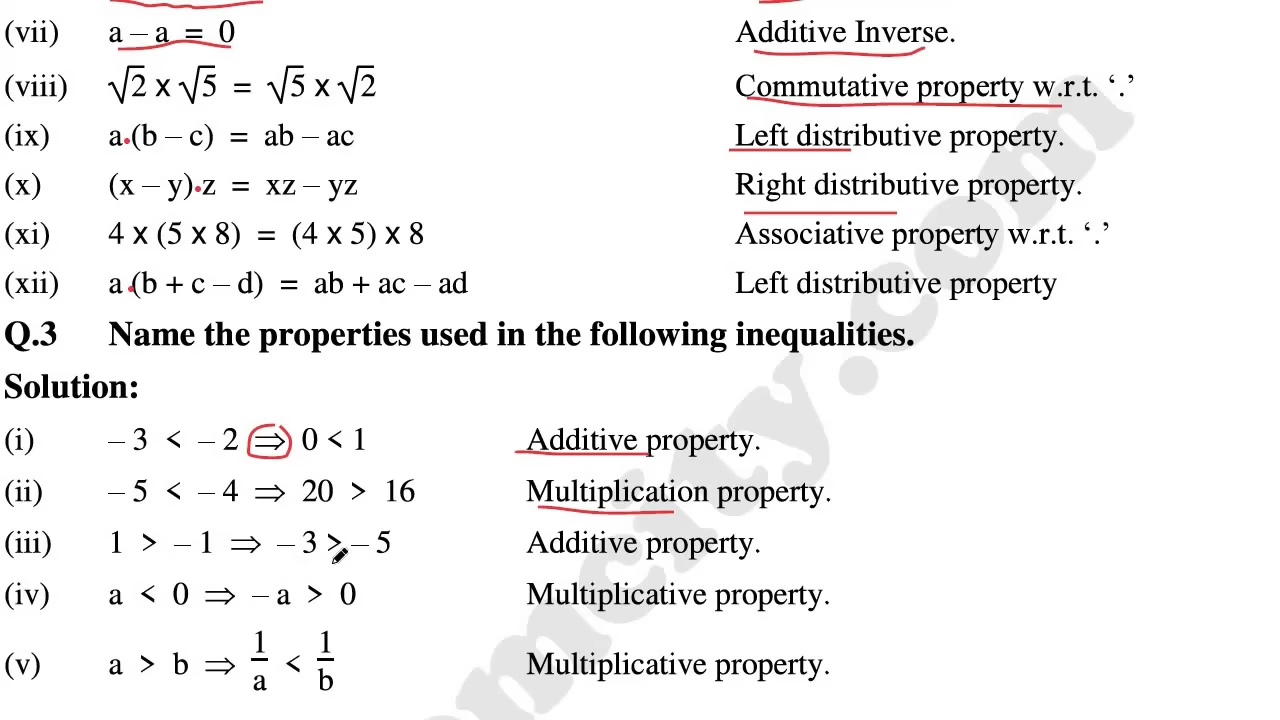 (vii) a – a = 0 Additive Inverse.
(viii) √2 x √5 = √5 x √2 Commutative property w.r.t. ‘.’
(ix) a.(b – c) = ab – ac Left distributive property.
(x) (x – y).z = xz – yz Right distributive property.
(xi) 4 x (5 x 8) = (4 x 5) x 8 Associative property w.r.t. ‘.’
(xii) a.(b + c – d) = ab + ac – ad Left distributive property
Q.3 Name the properties used in the following inequalities.
Solution:
(i) – 3 < – 2 ⇒ 0 < 1 Additive property.
(ii) – 5 < – 4 ⇒ 20 > 16 Multiplication property.
(iii) 1 > – 1 ⇒ – 3 > – 5 Additive property.
(iv) a < 0 ⇒ – a > 0 Multiplicative property.
(v) a > b ⇒ 1/a < 1/b Multiplicative property.
mcity.com